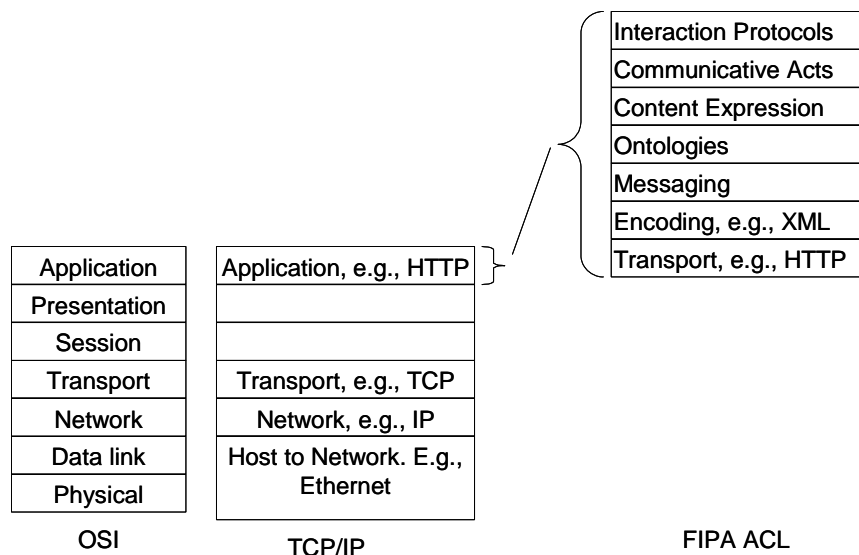 Interaction Protocols
Communicative Acts
Content Expression
Ontologies
Messaging
Encoding, e.g., XML
Transport, e.g., HTTP
Application
Presentation
Session
Transport
Network
Data link
Physical
OSI
Application, e.g., HTTP
Transport, e.g., TCP
Network, e.g., IP
Host to Network. E.g.,
Ethernet
TCP/IP
FIPA ACL